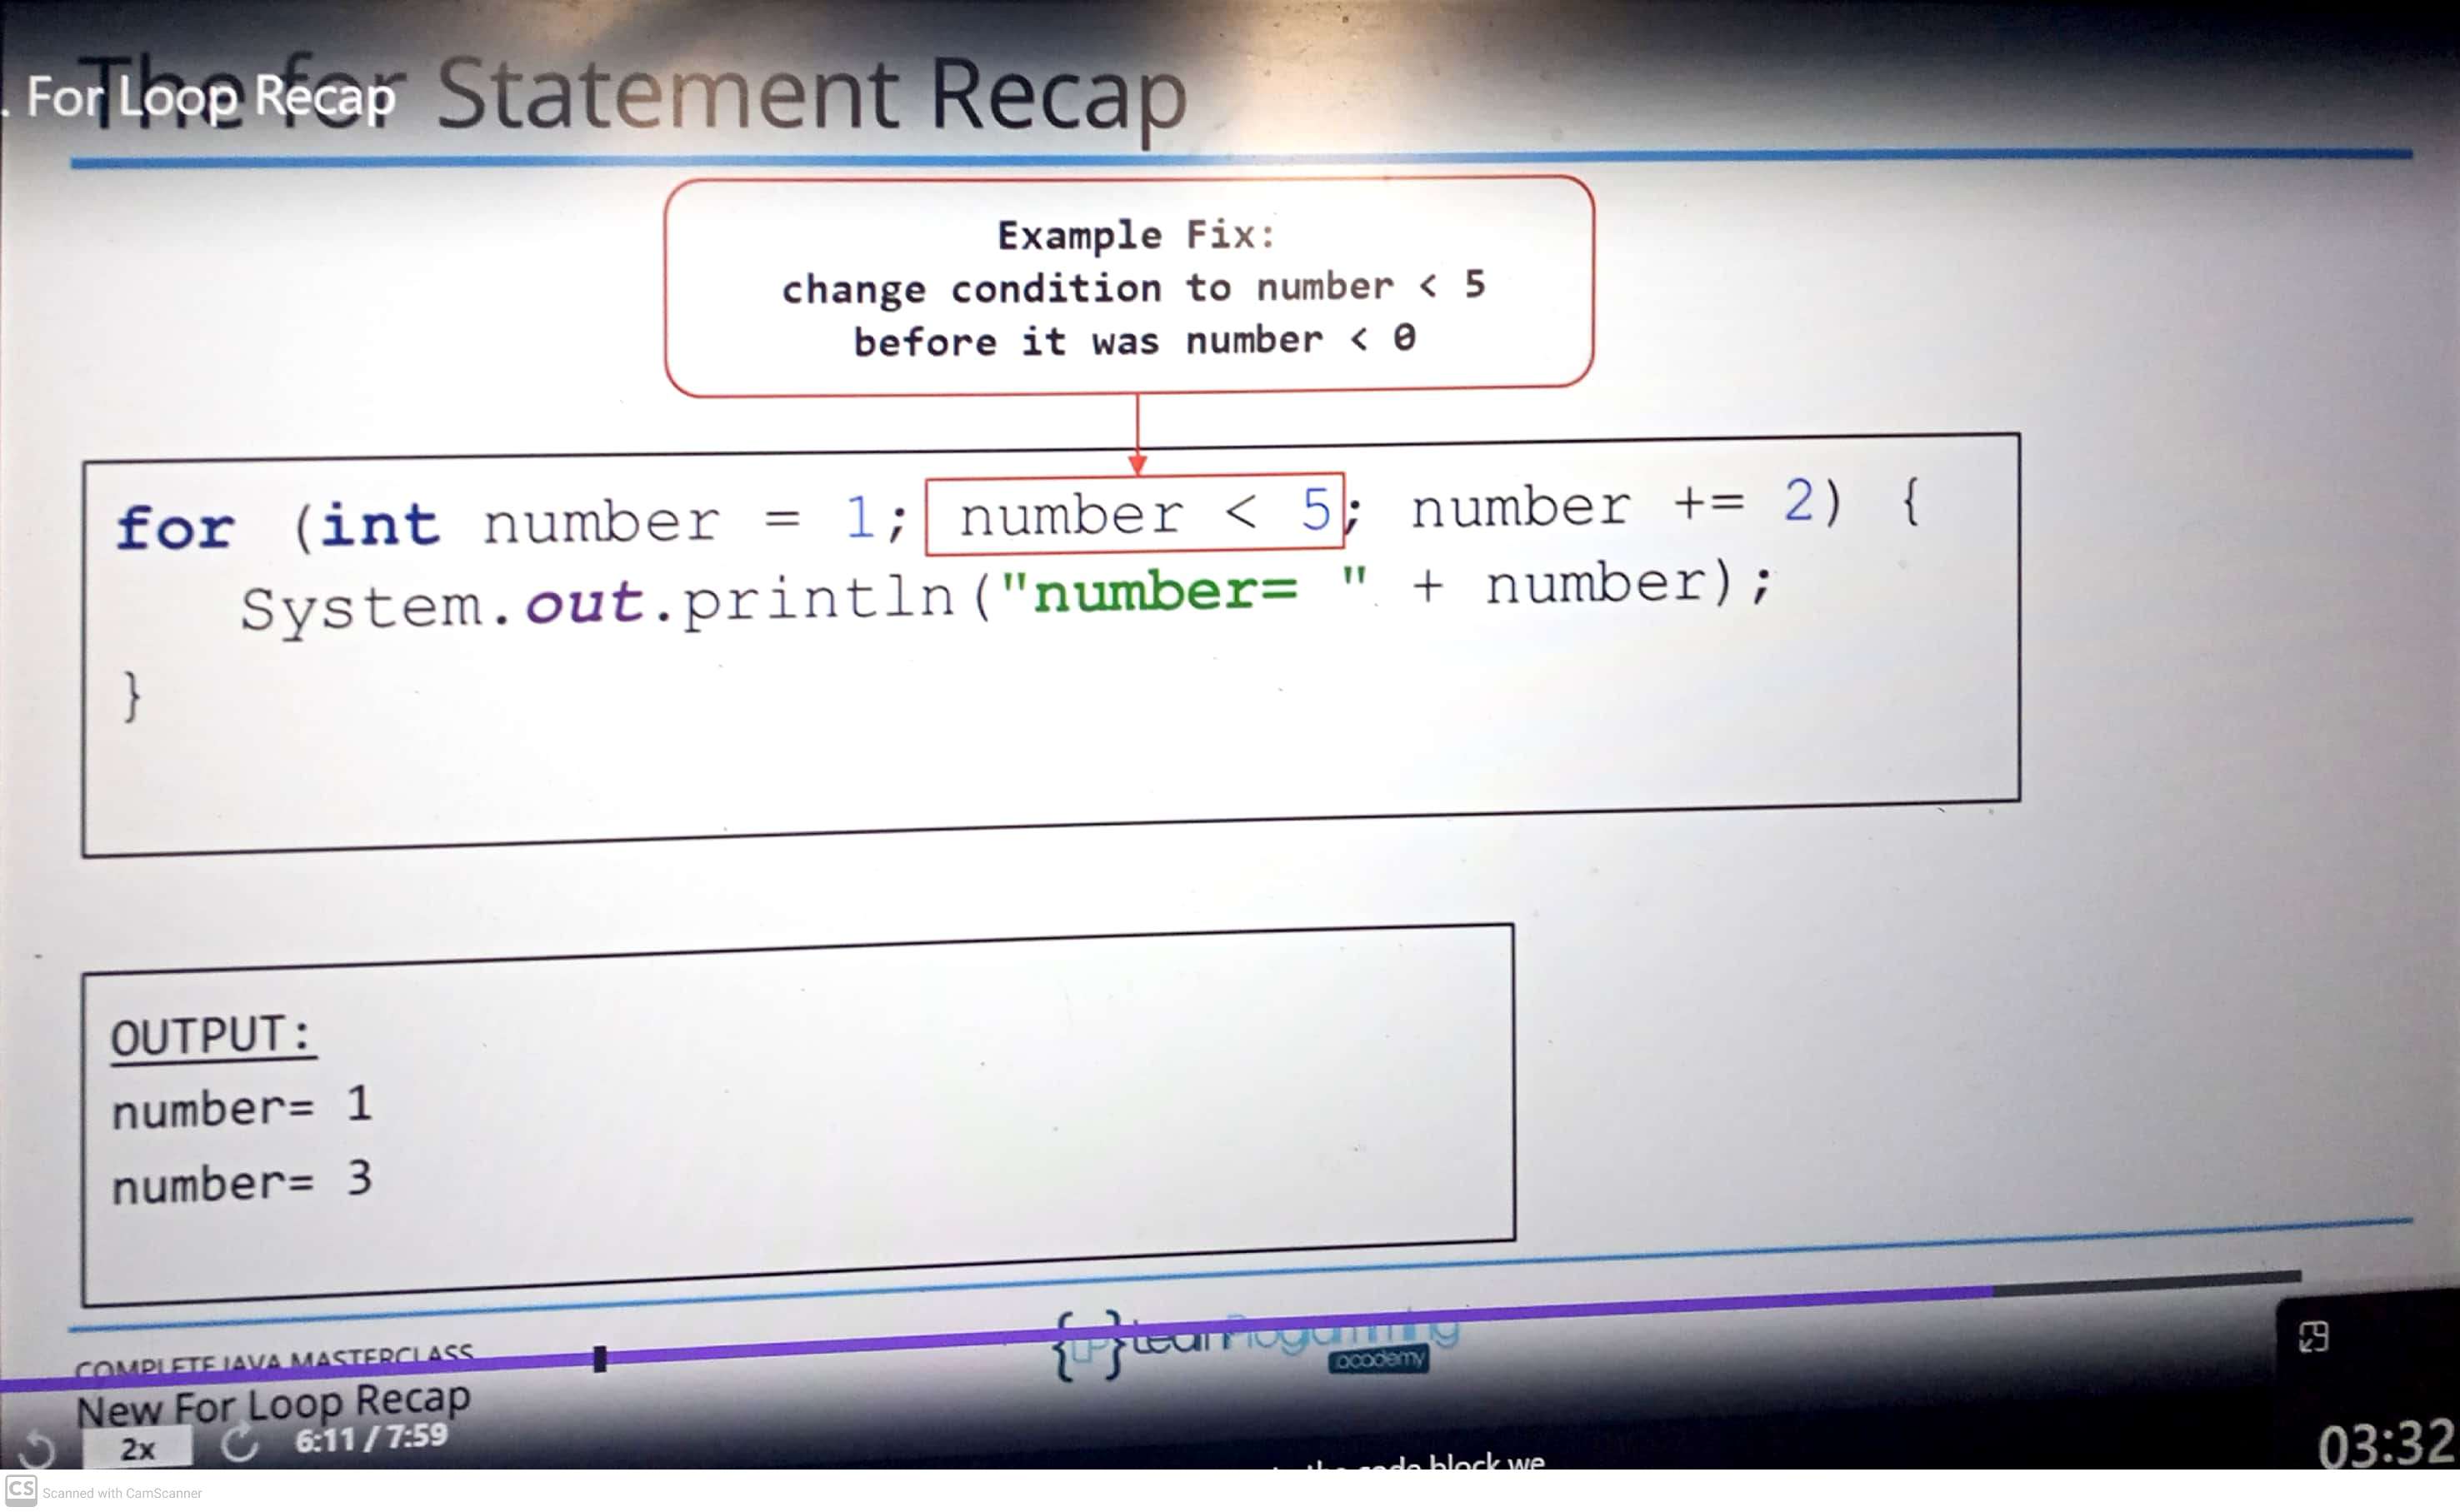 The for Statement Recap
. For Loop Recap
Example Fix:
change condition to number < 5
before it was number < 0
for (int number = 1; number < 5; number += 2) {
System.out.println("number= " + number);
}
OUTPUT:
number= 1
number= 3
COMPLETE JAVA MASTERCLASS
{LP} Learn Programming
academy
New For Loop Recap
2x 6:11 / 7:59
code block we
03:32
CS Scanned with CamScanner